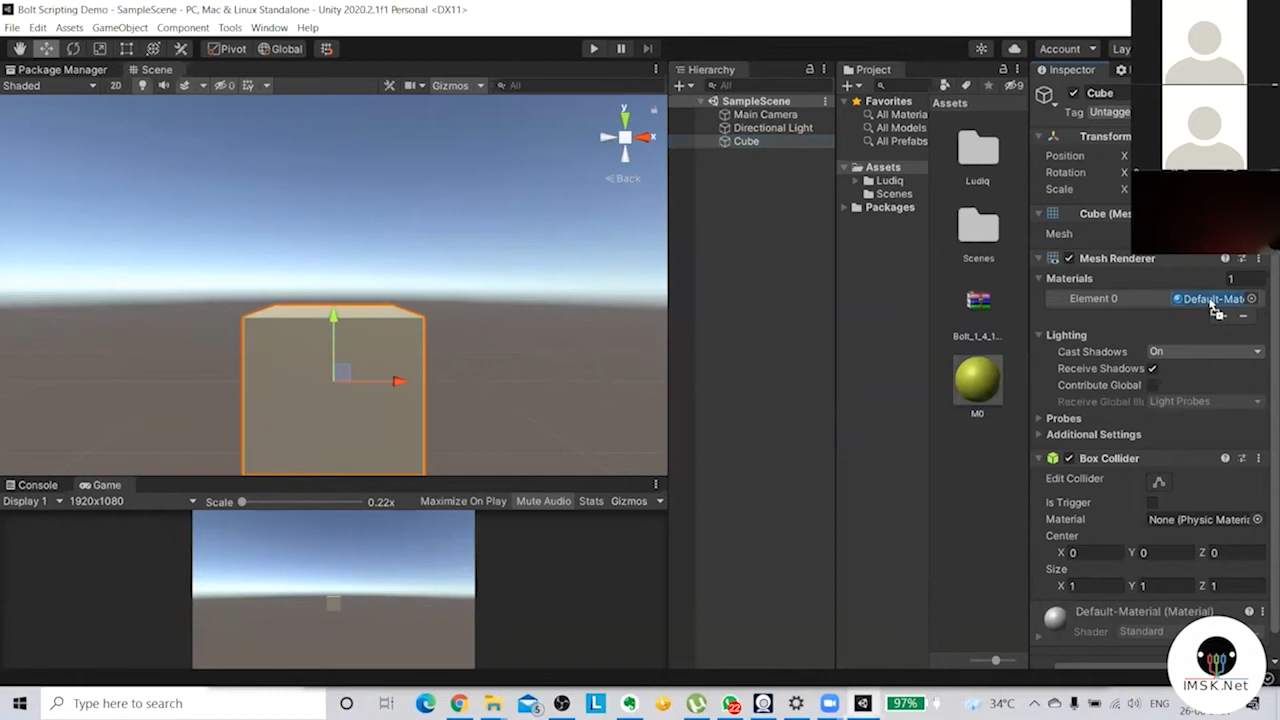 Bolt Scripting Demo - SampleScene - PC, Mac & Linux Standalone - Unity 2020.2.1f1 Personal <DX11>
File Edit Assets GameObject Component Tools Window Help
Pivot Global Account Lay
Package Manager Scene
Shaded 2D 0 Gizmos All
y
x
Back
Console Game
Display 1 1920x1080 Scale 0.22x Maximize On Play Mute Audio Stats Gizmos
Hierarchy
All
SampleScene
Main Camera
Directional Light
Cube
Project
9
Favorites
All Materia
All Models
All Prefabs
Assets
Ludiq
Scenes
Packages
Assets
Ludiq
Scenes
Bolt_1_4_1...
M0
Inspector
Cube
Tag Untagge
Transform
Position X
Rotation X
Scale X
Cube (Mes
Mesh
Mesh Renderer
Materials 1
Element 0 Default-Mat
Lighting
Cast Shadows On
Receive Shadows
Contribute Global
Receive Global Illu Light Probes
Probes
Additional Settings
Box Collider
Edit Collider
Is Trigger
Material None (Physic Materia
Center
X 0 Y 0 Z 0
Size
X 1 Y 1 Z 1
Default-Material (Material)
Shader Standard
IMSK.Net
Type here to search
5
L
22
97%
34°C
ENG